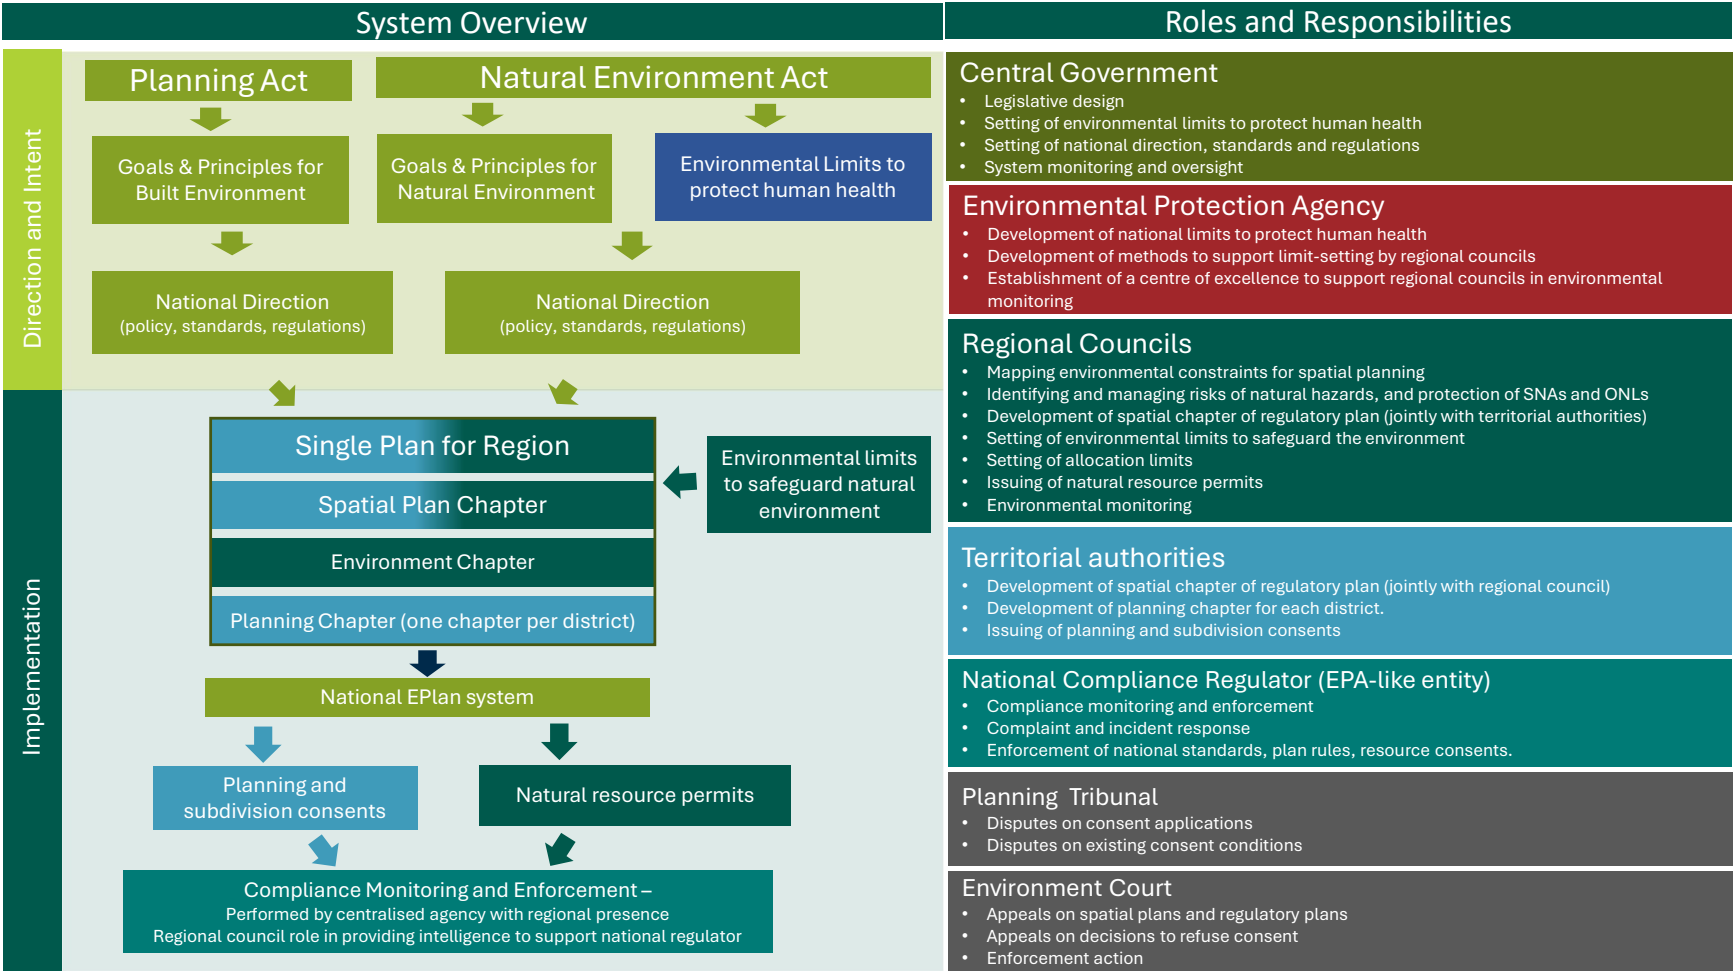 System Overview
Direction and Intent
Planning Act
Natural Environment Act
Goals & Principles for
Built Environment
Goals & Principles for
Natural Environment
Environmental Limits to
protect human health
National Direction
(policy, standards, regulations)
National Direction
(policy, standards, regulations)
Implementation
Single Plan for Region
Spatial Plan Chapter
Environment Chapter
Planning Chapter (one chapter per district)
Environmental limits
to safeguard natural
environment
National EPlan system
Planning and
subdivision consents
Natural resource permits
Compliance Monitoring and Enforcement –
Performed by centralised agency with regional presence
Regional council role in providing intelligence to support national regulator
Roles and Responsibilities
Central Government
• Legislative design
• Setting of environmental limits to protect human health
• Setting of national direction, standards and regulations
• System monitoring and oversight
Environmental Protection Agency
• Development of national limits to protect human health
• Development of methods to support limit-setting by regional councils
• Establishment of a centre of excellence to support regional councils in environmental
monitoring
Regional Councils
• Mapping environmental constraints for spatial planning
• Identifying and managing risks of natural hazards, and protection of SNAs and ONLs
• Development of spatial chapter of regulatory plan (jointly with territorial authorities)
• Setting of environmental limits to safeguard the environment
• Setting of allocation limits
• Issuing of natural resource permits
• Environmental monitoring
Territorial authorities
• Development of spatial chapter of regulatory plan (jointly with regional council)
• Development of planning chapter for each district.
• Issuing of planning and subdivision consents
National Compliance Regulator (EPA-like entity)
• Compliance monitoring and enforcement
• Complaint and incident response
• Enforcement of national standards, plan rules, resource consents.
Planning Tribunal
• Disputes on consent applications
• Disputes on existing consent conditions
Environment Court
• Appeals on spatial plans and regulatory plans
• Appeals on decisions to refuse consent
• Enforcement action